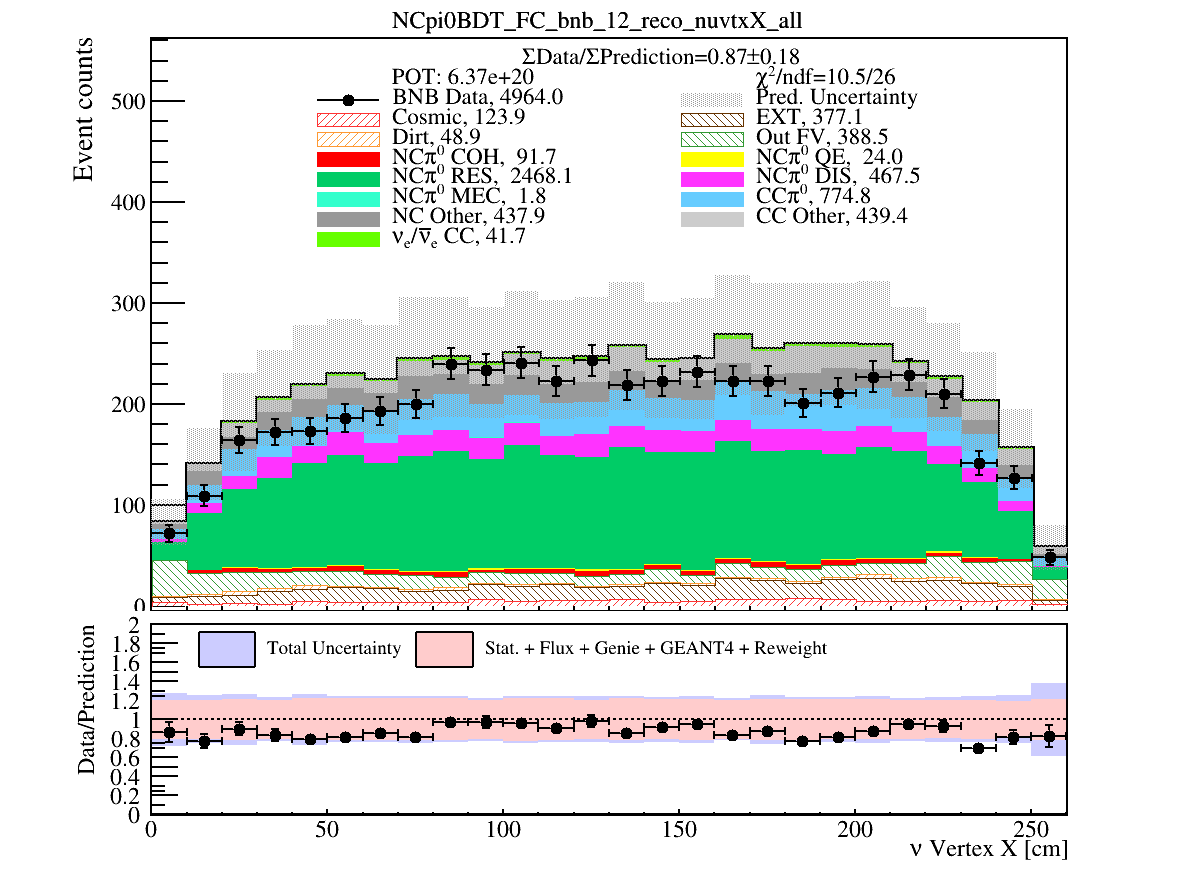 NCpi0BDT_FC_bnb_12_reco_nuvtxX_all
ΣData/ΣPrediction=0.87±0.18
POT: 6.37e+20
χ²/ndf=10.5/26
BNB Data, 4964.0
Pred. Uncertainty
Cosmic, 123.9
EXT, 377.1
Dirt, 48.9
Out FV, 388.5
NCπ⁰ COH, 91.7
NCπ⁰ QE, 24.0
NCπ⁰ RES, 2468.1
NCπ⁰ DIS, 467.5
NCπ⁰ MEC, 1.8
CCπ⁰, 774.8
NC Other, 437.9
CC Other, 439.4
νₑ/ν̅ₑ CC, 41.7
Event counts
500
400
300
200
100
0
Total Uncertainty
Stat. + Flux + Genie + GEANT4 + Reweight
Data/Prediction
2
1.8
1.6
1.4
1.2
1
0.8
0.6
0.4
0.2
0
0 50 100 150 200 250
ν Vertex X [cm]